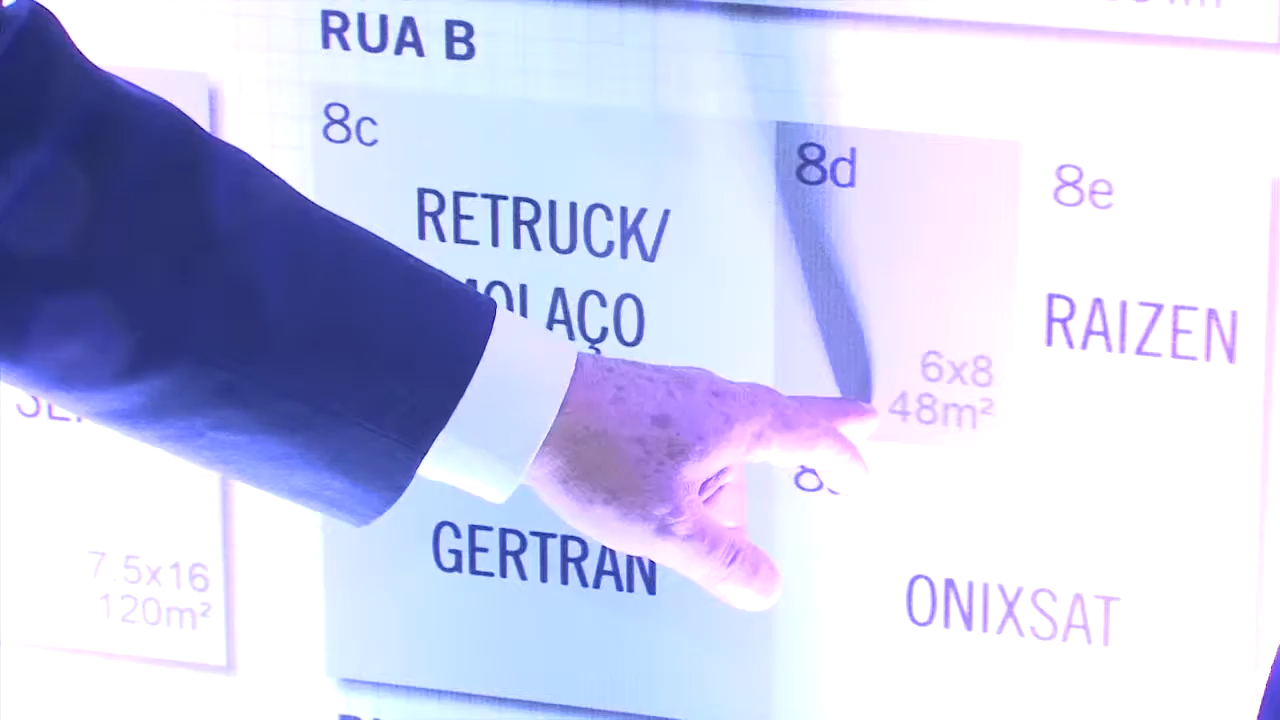 RUA B
8c
RETRUCK/
8d
6x8
48m²
8e
RAIZEN
GERTRAN
ONIXSAT
7.5x16
120m²